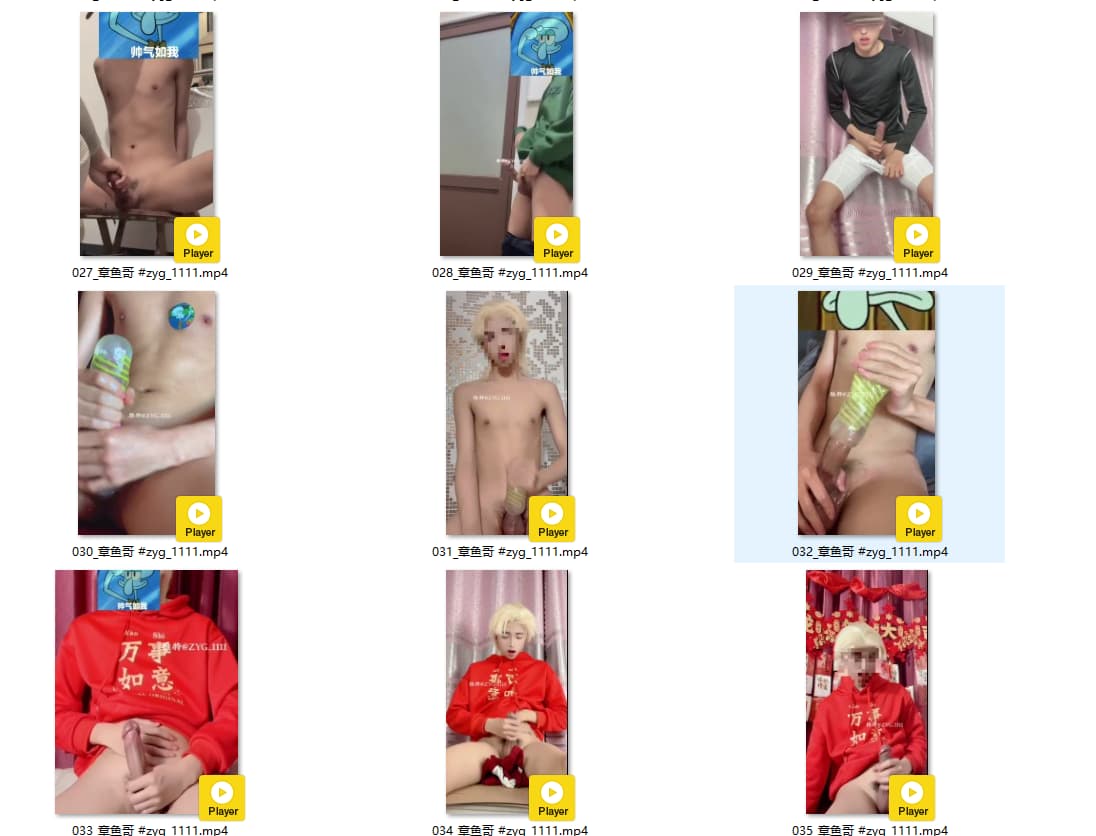 帅气如我
帅气如我
Player
Player
Player
027_章鱼哥 #zyg_1111.mp4
028_章鱼哥 #zyg_1111.mp4
029_章鱼哥 #zyg_1111.mp4
Player
Player
Player
030_章鱼哥 #zyg_1111.mp4
031_章鱼哥 #zyg_1111.mp4
032_章鱼哥 #zyg_1111.mp4
帅气如我
万事
@ZYG_1111
如意
万事
如意
Player
Player
Player
033_章鱼哥 #zyg_1111.mp4
034_章鱼哥 #zyg_1111.mp4
035_章鱼哥 #zyg_1111.mp4